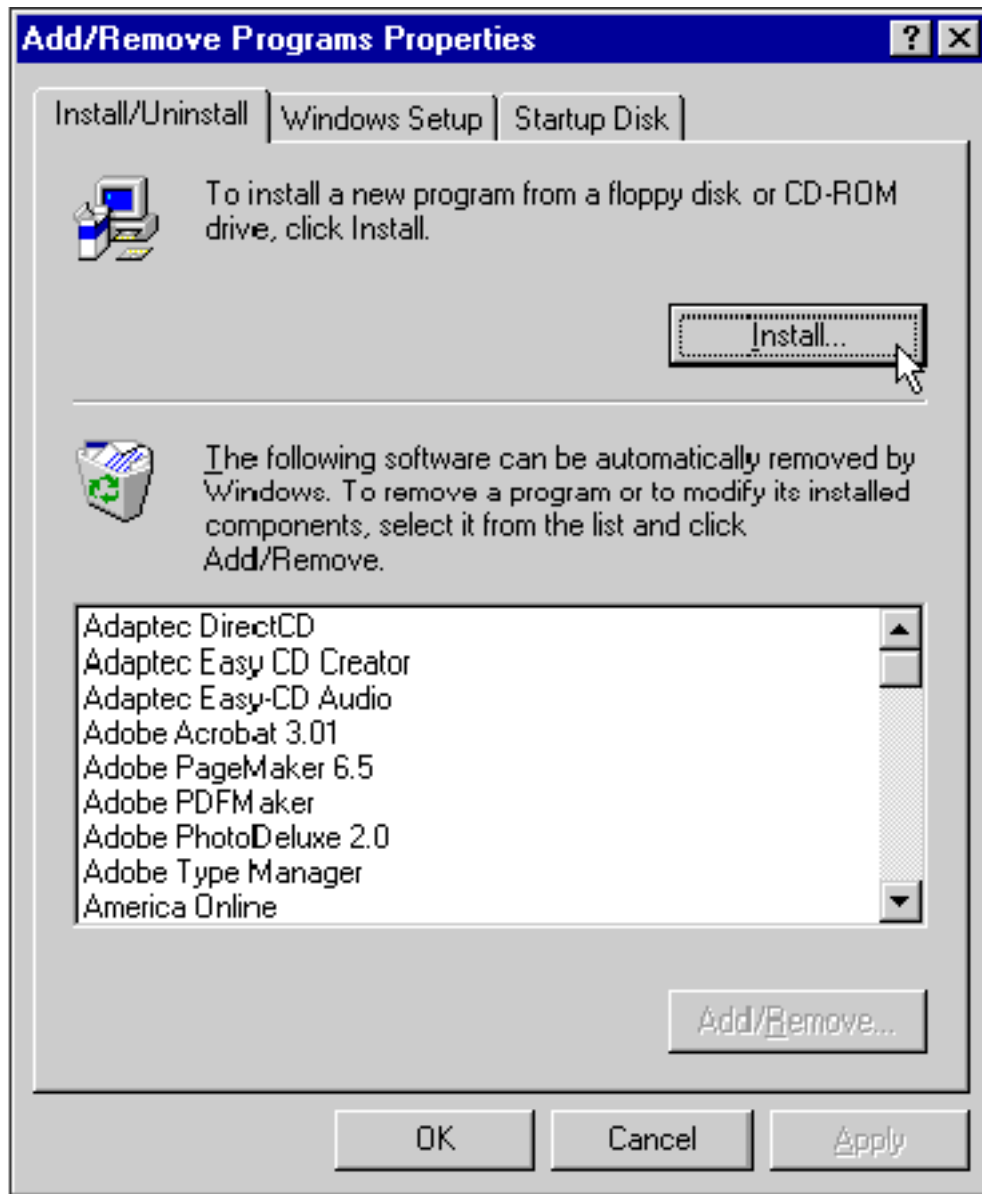 Add/Remove Programs Properties
Install/Uninstall
Windows Setup
Startup Disk
To install a new program from a floppy disk or CD-ROM
drive, click Install.
Install...
The following software can be automatically removed by
Windows. To remove a program or to modify its installed
components, select it from the list and click
Add/Remove.
Adaptec DirectCD
Adaptec Easy CD Creator
Adaptec Easy-CD Audio
Adobe Acrobat 3.01
Adobe PageMaker 6.5
Adobe PDFMaker
Adobe PhotoDeluxe 2.0
Adobe Type Manager
America Online
Add/Remove...
OK
Cancel
Apply